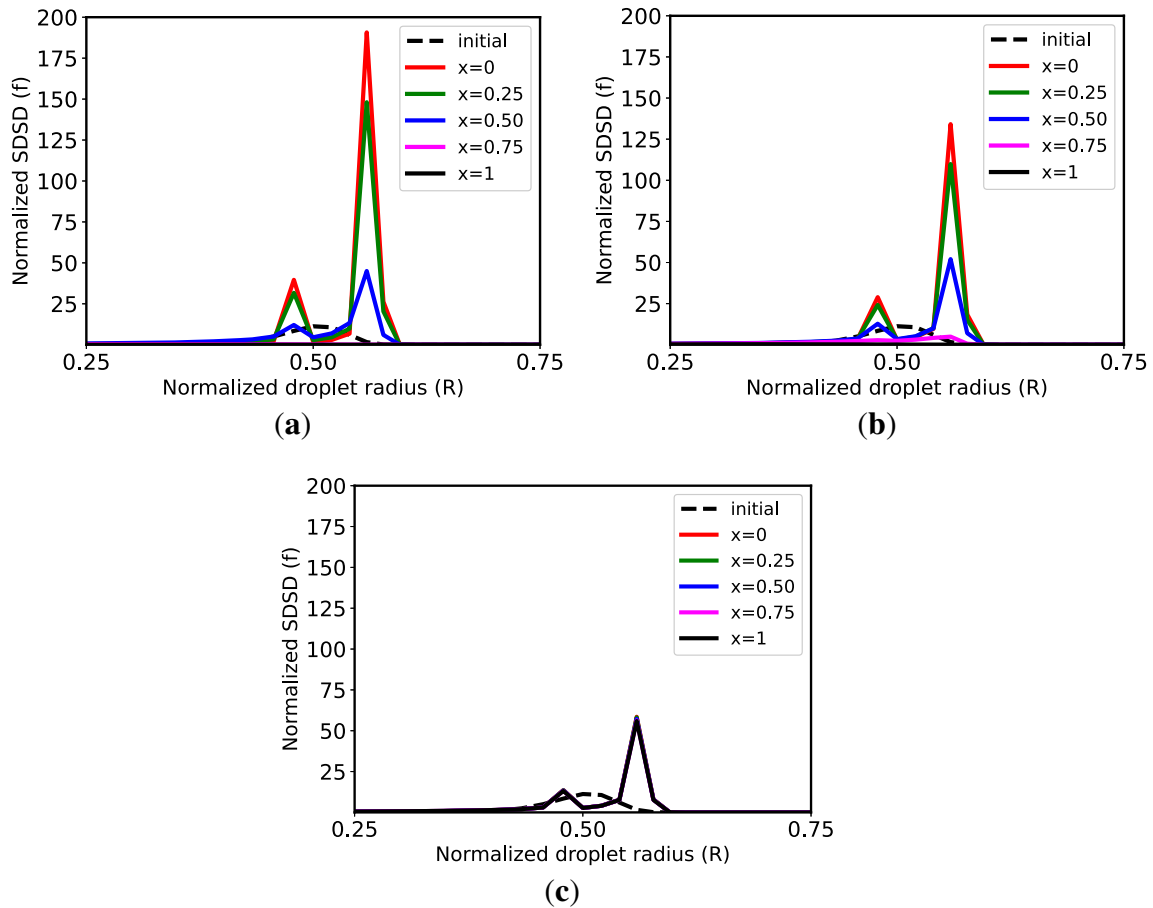 200
175
150
125
100
75
50
25
Normalized SDSD (f)
0.25
0.50
0.75
Normalized droplet radius (R)
initial
x=0
x=0.25
x=0.50
x=0.75
x=1
(a)
200
175
150
125
100
75
50
25
Normalized SDSD (f)
0.25
0.50
0.75
Normalized droplet radius (R)
initial
x=0
x=0.25
x=0.50
x=0.75
x=1
(b)
200
175
150
125
100
75
50
25
Normalized SDSD (f)
0.25
0.50
0.75
Normalized droplet radius (R)
initial
x=0
x=0.25
x=0.50
x=0.75
x=1
(c)